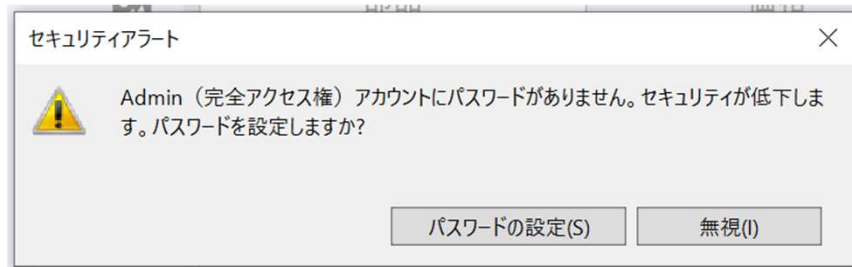 セキュリティアラート
Admin（完全アクセス権）アカウントにパスワードがありません。セキュリティが低下しま
す。パスワードを設定しますか?
パスワードの設定(S)
無視(I)